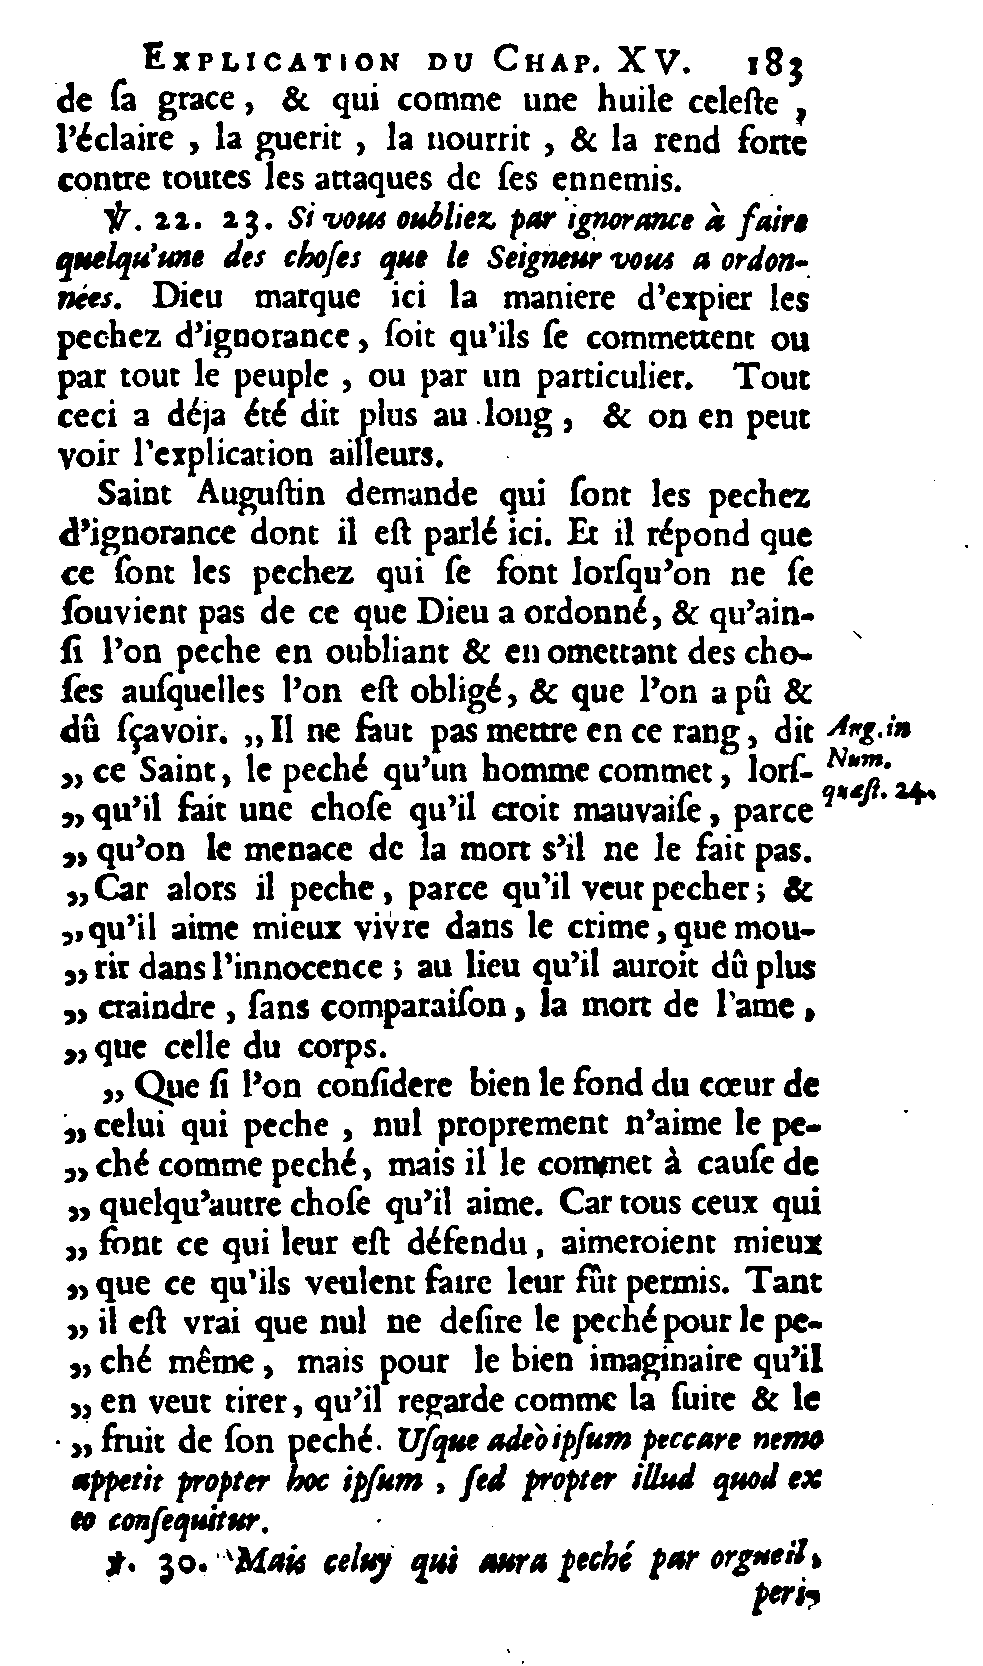 EXPLICATION DU CHAP. XV. 183
de ſa grace, & qui comme une huile celeſte,
l'éclaire, la guerit, la nourrit, & la rend forte
contre toutes les attaques de ſes ennemis.
℣. 22. 23. Si vous oubliez par ignorance à faire
quelqu'une des choſes que le Seigneur vous a ordon-
nées. Dieu marque ici la maniere d'expier les
pechez d'ignorance, ſoit qu'ils ſe commettent ou
par tout le peuple, ou par un particulier. Tout
ceci a déja été dit plus au long, & on en peut
voir l'explication ailleurs.
Saint Auguſtin demande qui ſont les pechez
d'ignorance dont il eſt parlé ici. Et il répond que
ce ſont les pechez qui ſe font lorſqu'on ne ſe
ſouvient pas de ce que Dieu a ordonné, & qu'ain-
ſi l'on peche en oubliant & en omettant des cho-
ſes auſquelles l'on eſt obligé, & que l'on a pû &
dû ſçavoir. „Il ne faut pas mettre en ce rang, dit
Aug. in
„ ce Saint, le peché qu'un homme commet, lorſ-
Num.
„ qu'il fait une choſe qu'il croit mauvaiſe, parce
quæſt. 24.
„ qu'on le menace de la mort s'il ne le fait pas.
„ Car alors il peche, parce qu'il veut pecher; &
„ qu'il aime mieux vivre dans le crime, que mou-
„ rir dans l'innocence; au lieu qu'il auroit dû plus
„ craindre, ſans comparaiſon, la mort de l'ame,
„ que celle du corps.
„ Que ſi l'on conſidere bien le fond du cœur de
„ celui qui peche, nul proprement n'aime le pe-
„ ché comme peché, mais il le commet à cauſe de
„ quelqu'autre choſe qu'il aime. Car tous ceux qui
„ font ce qui leur eſt défendu, aimeroient mieux
„ que ce qu'ils veulent faire leur fût permis. Tant
„ il eſt vrai que nul ne deſire le peché pour le pe-
„ ché même, mais pour le bien imaginaire qu'il
„ en veut tirer, qu'il regarde comme la ſuite & le
„ fruit de ſon peché. Uſque adeò ipſum peccare nemo
appetit propter hoc ipſum, ſed propter illud quod ex
eo conſequitur.
℣. 30. Mais celuy qui aura peché par orgueil,
peri-